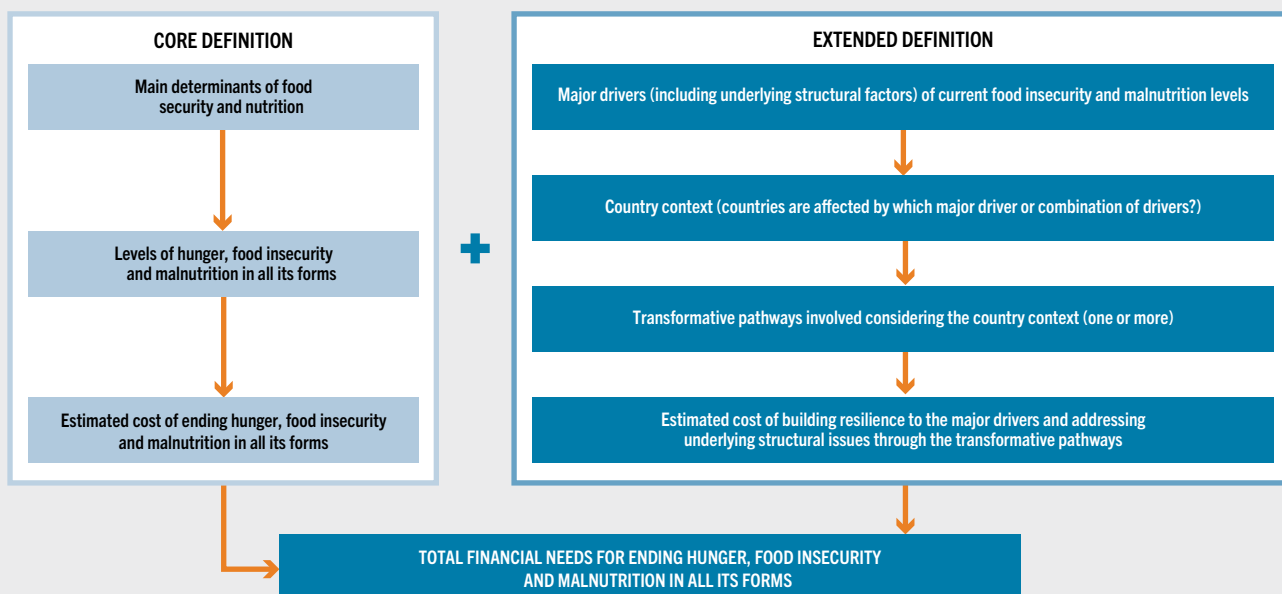 CORE DEFINITION
Main determinants of food
security and nutrition
Levels of hunger, food insecurity
and malnutrition in all its forms
Estimated cost of ending hunger, food insecurity
and malnutrition in all its forms
EXTENDED DEFINITION
Major drivers (including underlying structural factors) of current food insecurity and malnutrition levels
Country context (countries are affected by which major driver or combination of drivers?)
Transformative pathways involved considering the country context (one or more)
Estimated cost of building resilience to the major drivers and addressing
underlying structural issues through the transformative pathways
TOTAL FINANCIAL NEEDS FOR ENDING HUNGER, FOOD INSECURITY
AND MALNUTRITION IN ALL ITS FORMS